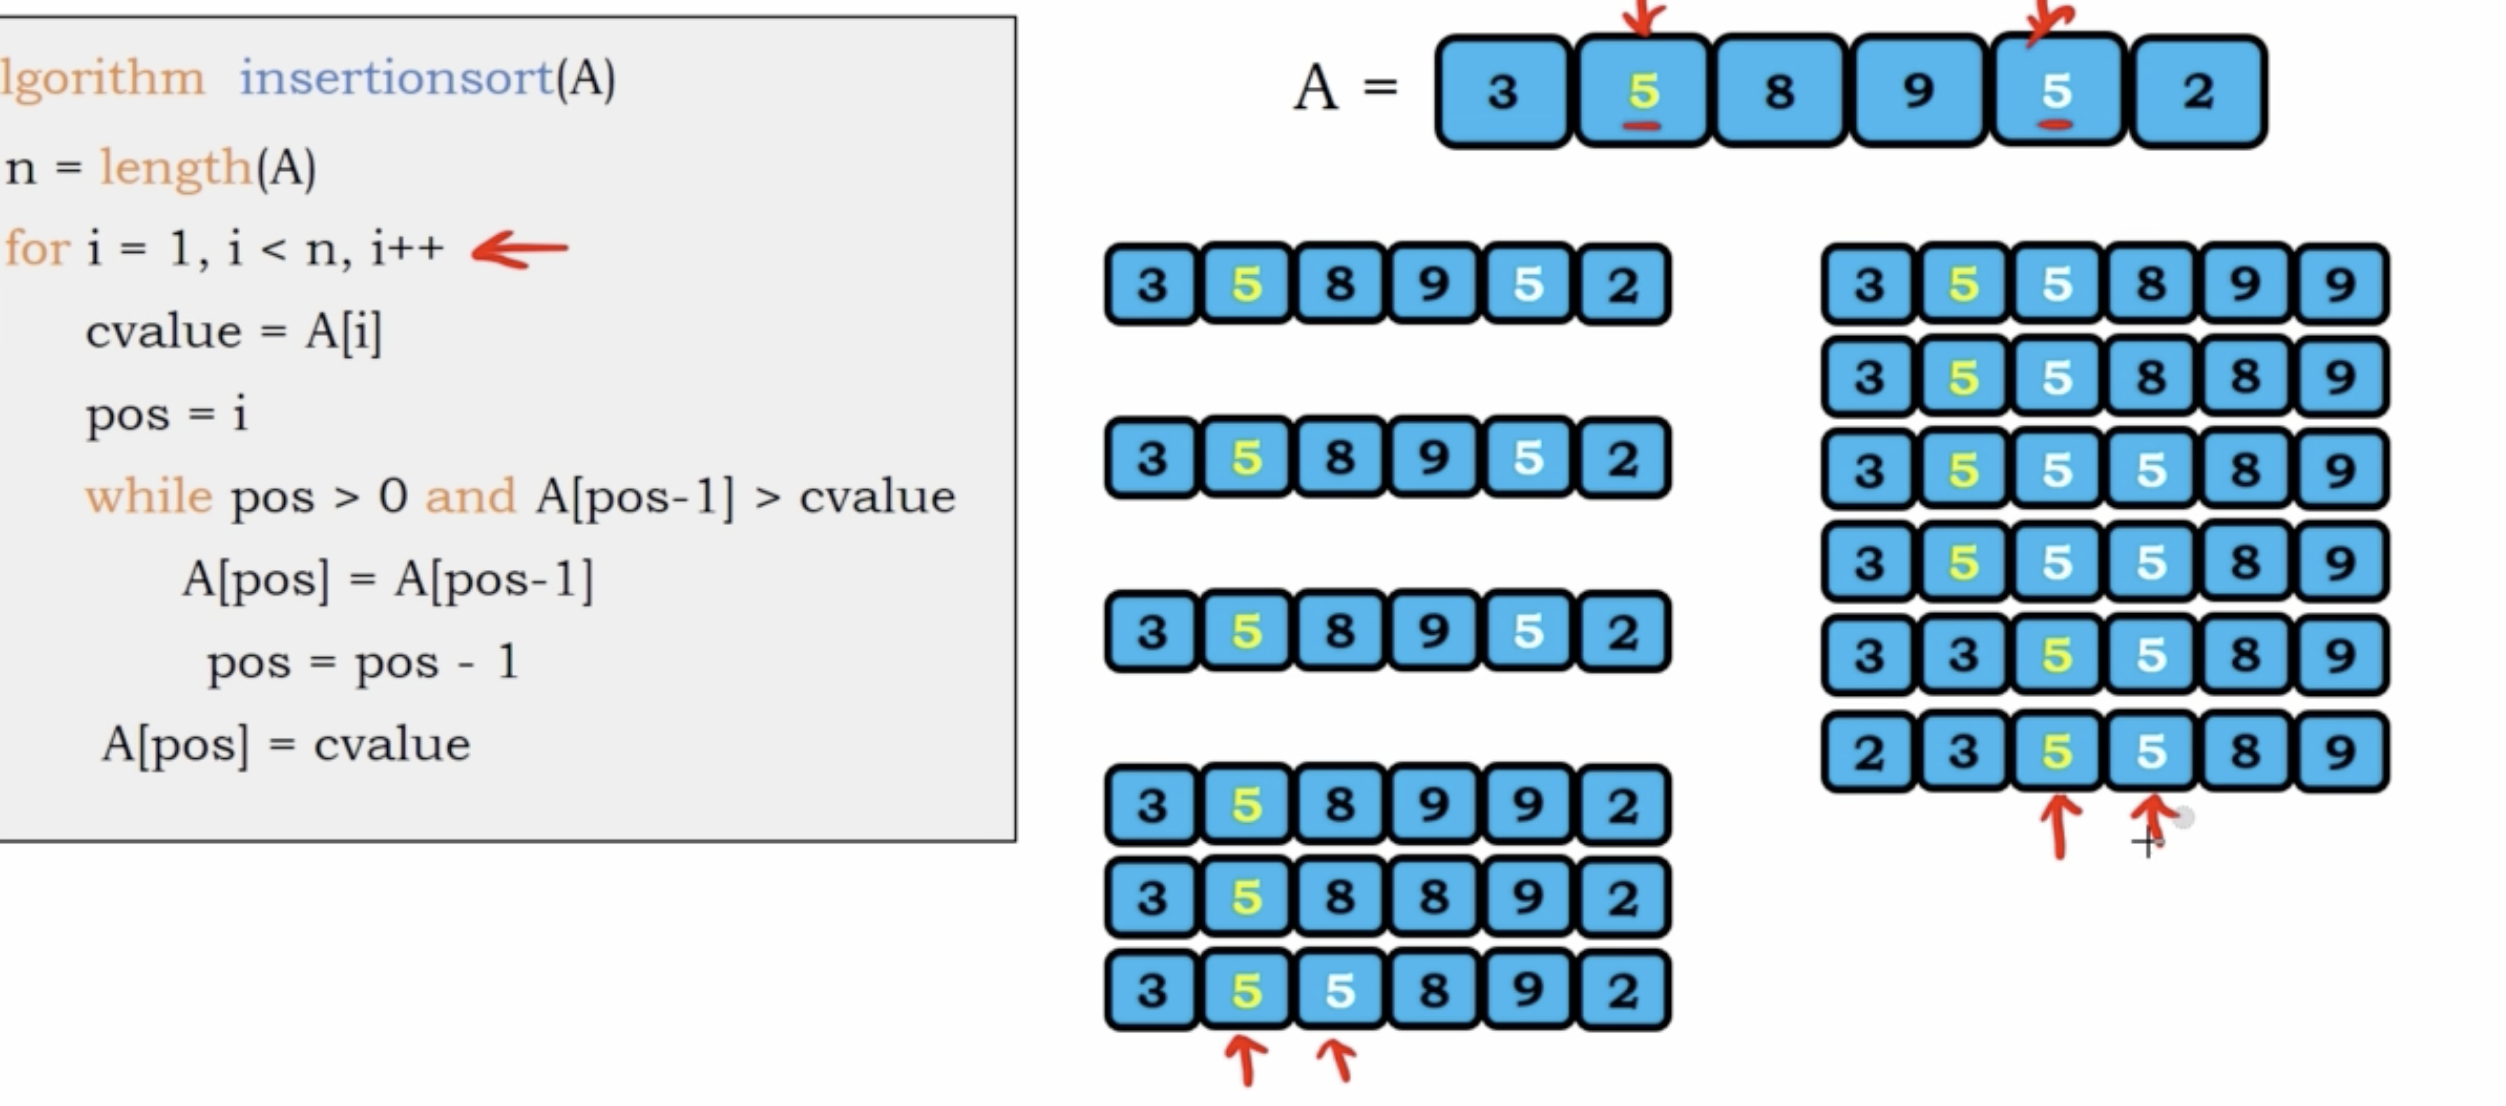 lgorithm insertionsort(A)
n = length(A)
for i = 1, i < n, i++
cvalue = A[i]
pos = i
while pos > 0 and A[pos-1] > cvalue
A[pos] = A[pos-1]
pos = pos - 1
A[pos] = cvalue
A = 3 5 8 9 5 2
3 5 8 9 5 2
3 5 8 9 5 2
3 5 8 9 5 2
3 5 8 9 9 2
3 5 8 8 9 2
3 5 5 8 9 2
3 5 5 8 9 9
3 5 5 8 8 9
3 5 5 5 8 9
3 5 5 5 8 9
3 3 5 5 8 9
2 3 5 5 8 9